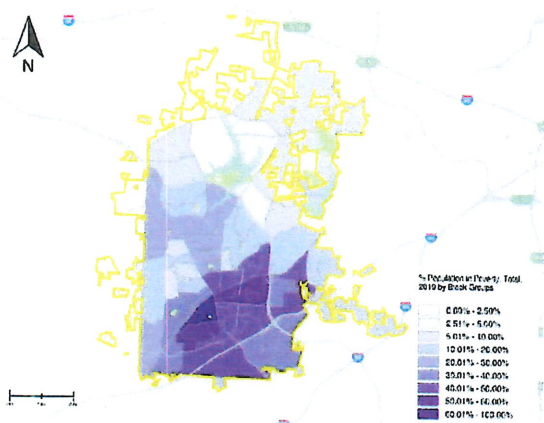 N
% Population in Poverty, Total,
2019 by Block Groups
0.00% - 2.50%
2.51% - 5.00%
5.01% - 10.00%
10.01% - 20.00%
20.01% - 30.00%
30.01% - 40.00%
40.01% - 50.00%
50.01% - 60.00%
60.01% - 100.00%